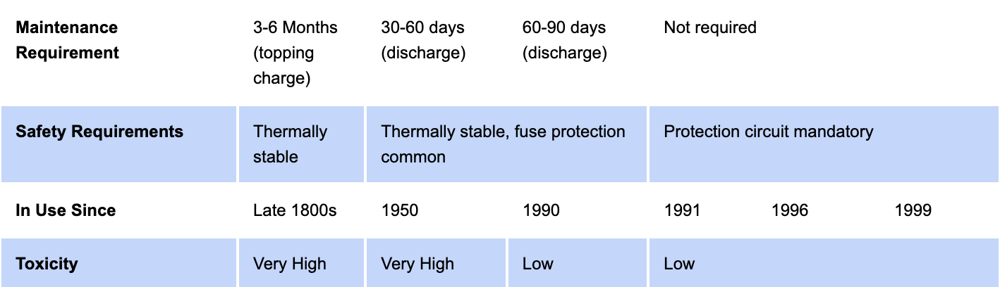 Maintenance Requirement 3-6 Months (topping charge) 30-60 days (discharge) 60-90 days (discharge) Not required
Safety Requirements Thermally stable Thermally stable, fuse protection common Protection circuit mandatory
In Use Since Late 1800s 1950 1990 1991 1996 1999
Toxicity Very High Very High Low Low